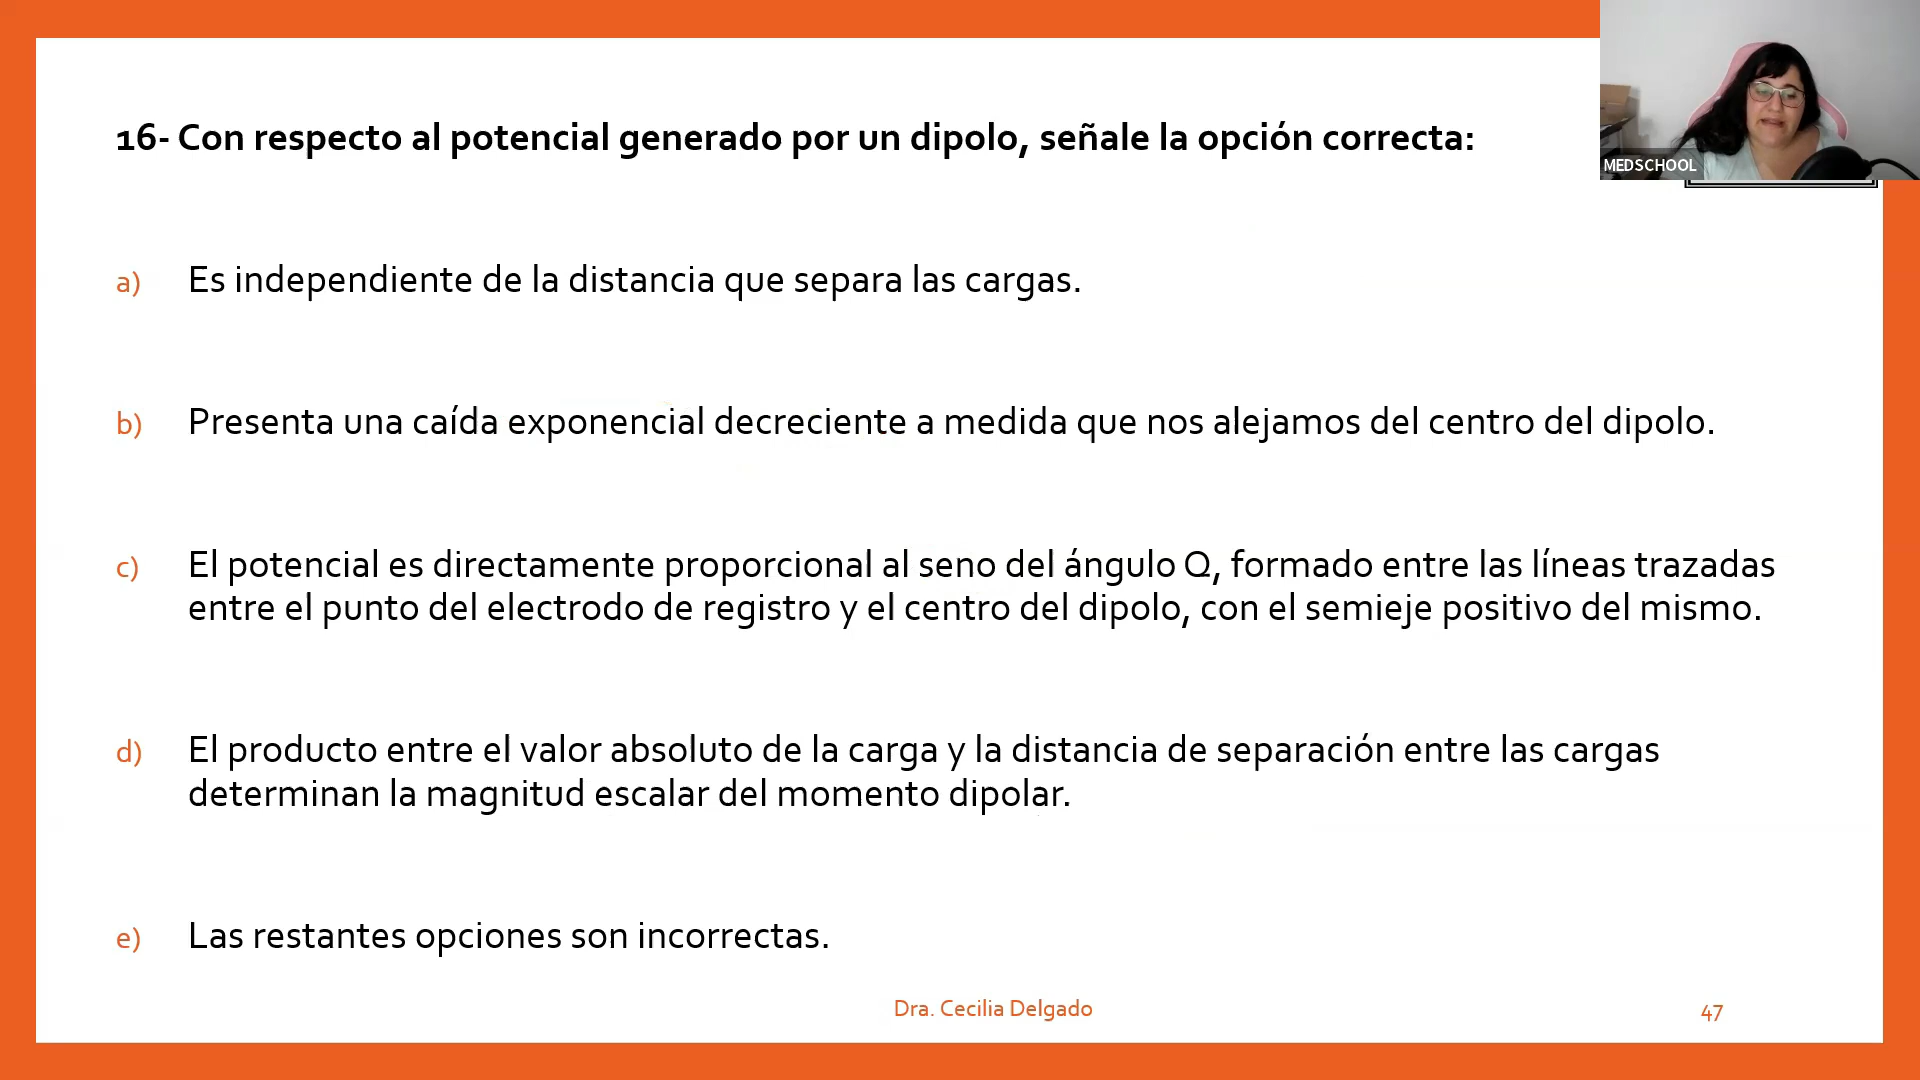 16- Con respecto al potencial generado por un dipolo, señale la opción correcta:
MEDSCHOOL
a) Es independiente de la distancia que separa las cargas.
b) Presenta una caída exponencial decreciente a medida que nos alejamos del centro del dipolo.
c) El potencial es directamente proporcional al seno del ángulo Q, formado entre las líneas trazadas
entre el punto del electrodo de registro y el centro del dipolo, con el semieje positivo del mismo.
d) El producto entre el valor absoluto de la carga y la distancia de separación entre las cargas
determinan la magnitud escalar del momento dipolar.
e) Las restantes opciones son incorrectas.
Dra. Cecilia Delgado
47